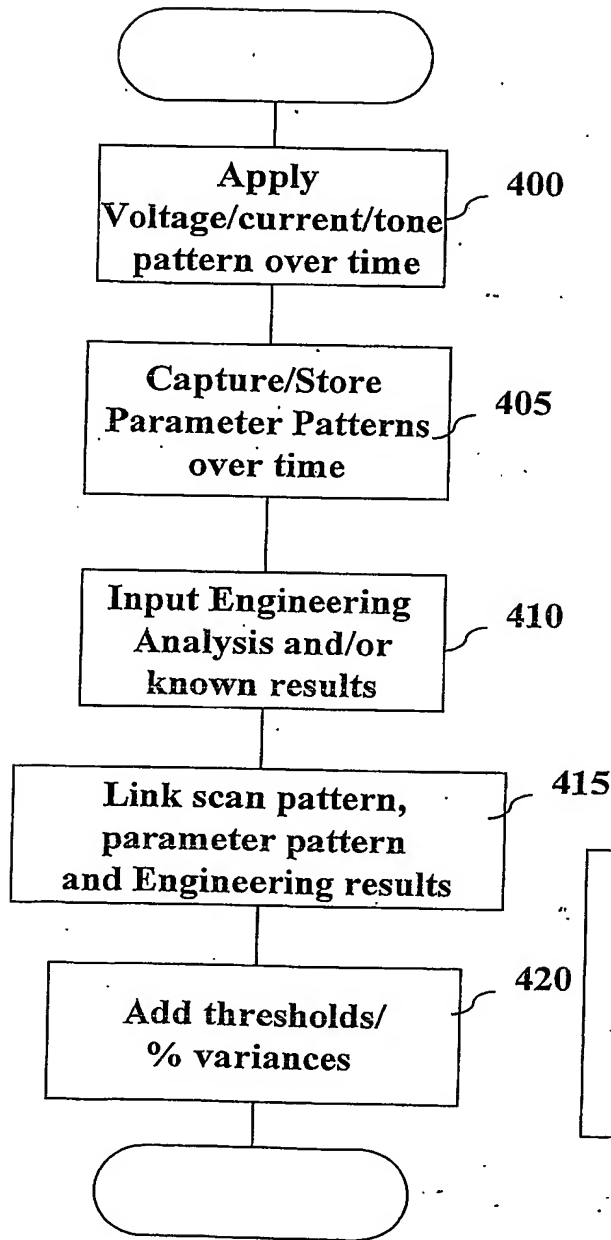 Apply
Voltage/current/tone
pattern over time
400
Capture/Store
Parameter Patterns
over time
405
Input Engineering
Analysis and/or
known results
410
Link scan pattern,
parameter pattern
and Engineering results
415
Add thresholds/
% variances
420